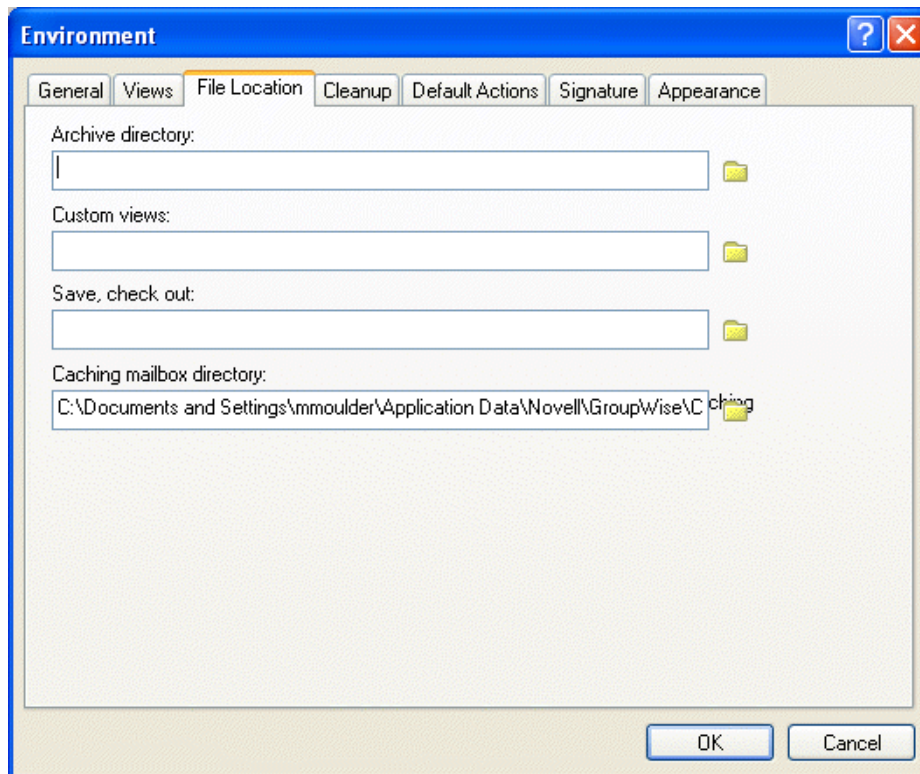 Environment
General Views File Location Cleanup Default Actions Signature Appearance
Archive directory:
Custom views:
Save, check out:
Caching mailbox directory:
C:\Documents and Settings\mmoulder\Application Data\Novell\GroupWise\Caching
OK Cancel